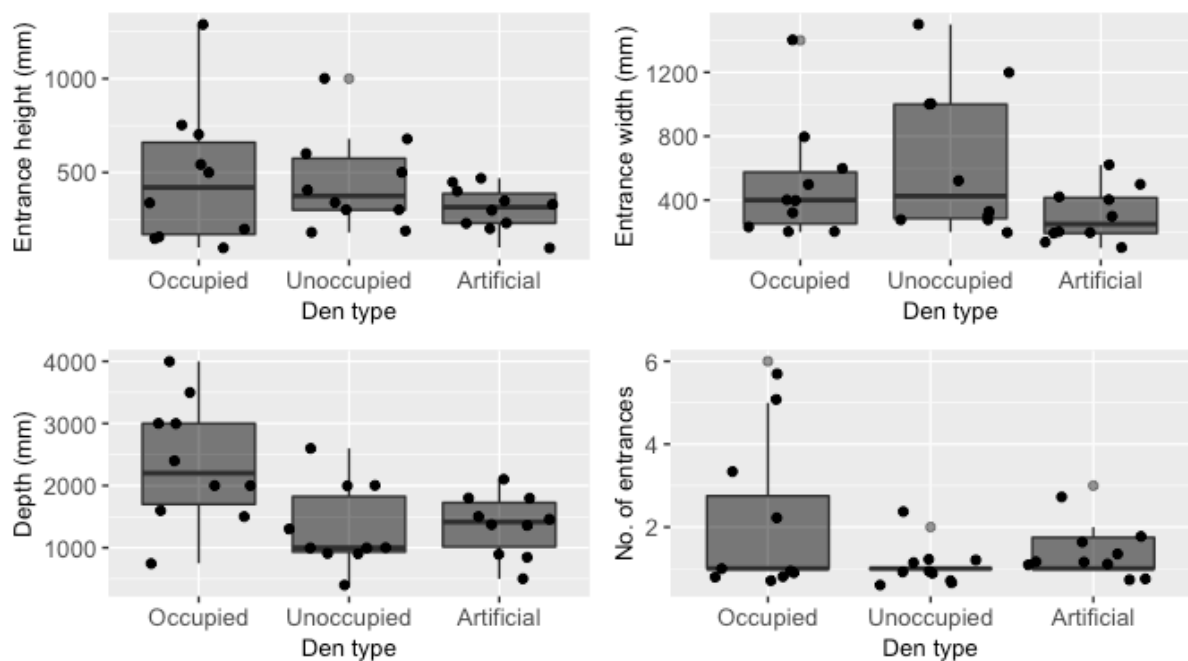 Entrance height (mm)
1000
500
Occupied Unoccupied Artificial
Den type
Entrance width (mm)
1200
800
400
Occupied Unoccupied Artificial
Den type
Depth (mm)
4000
3000
2000
1000
Occupied Unoccupied Artificial
Den type
No. of entrances
6
4
2
Occupied Unoccupied Artificial
Den type